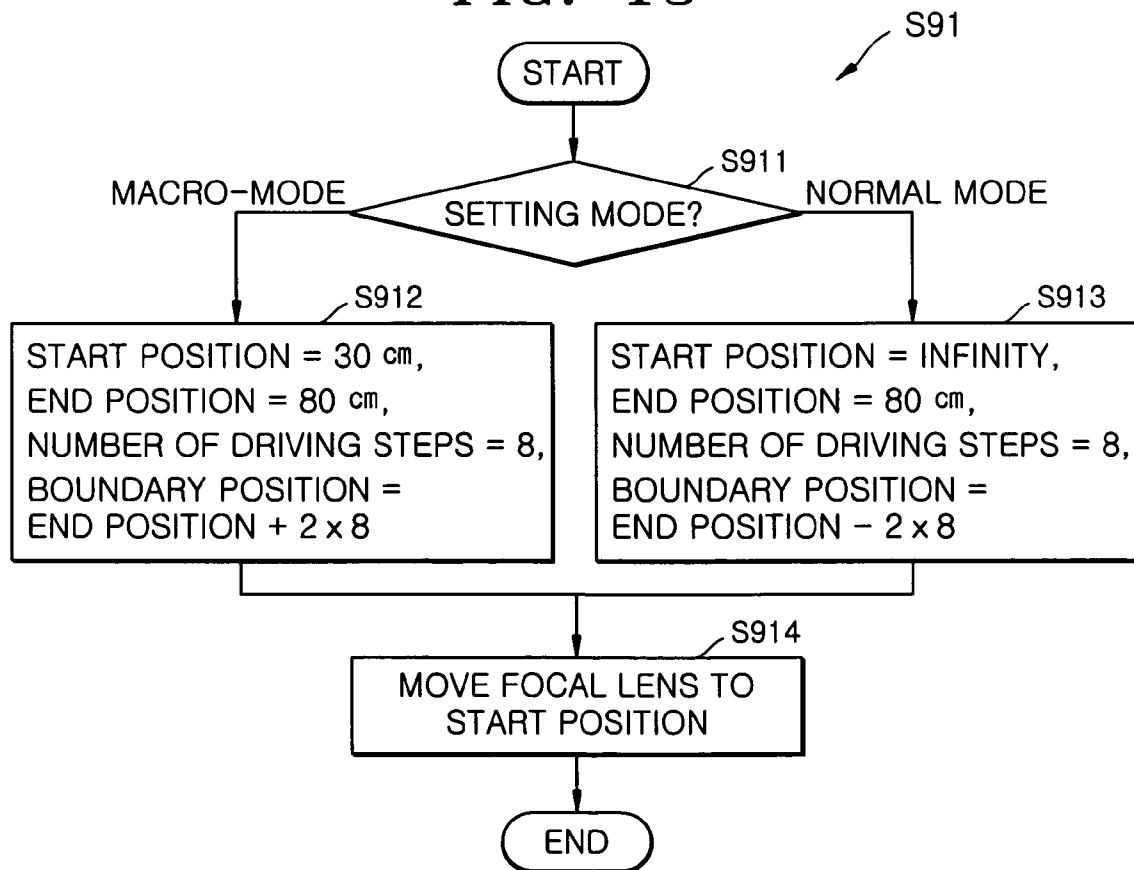 S91
START
S911
MACRO-MODE
SETTING MODE?
NORMAL MODE
S912
START POSITION = 30 cm,
END POSITION = 80 cm,
NUMBER OF DRIVING STEPS = 8,
BOUNDARY POSITION =
END POSITION + 2 x 8
S913
START POSITION = INFINITY,
END POSITION = 80 cm,
NUMBER OF DRIVING STEPS = 8,
BOUNDARY POSITION =
END POSITION − 2 x 8
S914
MOVE FOCAL LENS TO
START POSITION
END